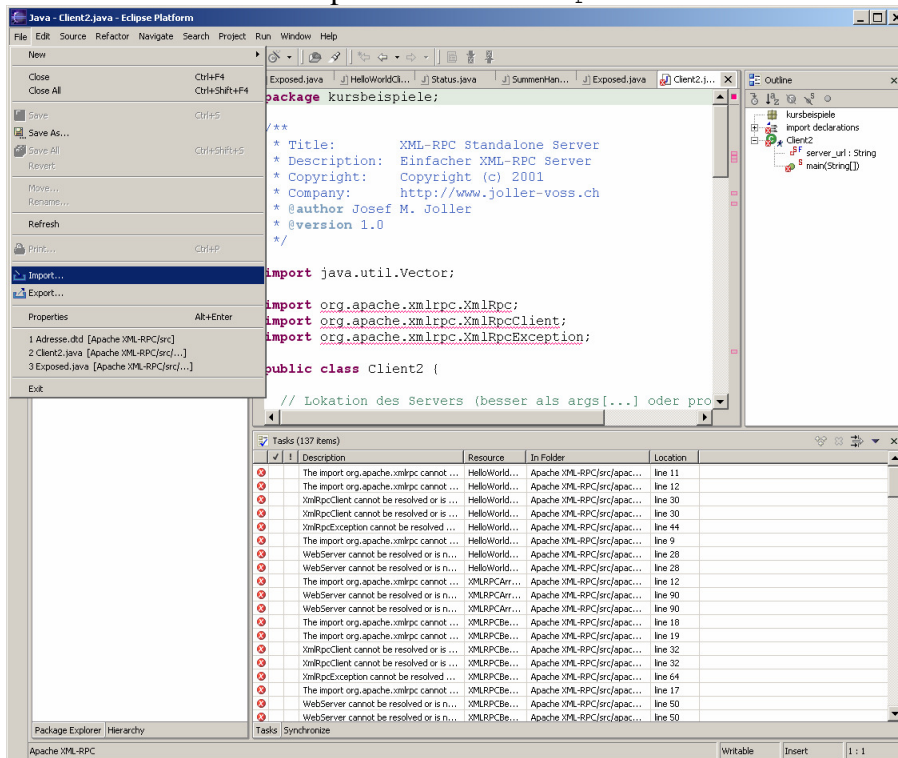 Java - Client2.java - Eclipse Platform
File Edit Source Refactor Navigate Search Project Run Window Help
New
Close Ctrl+F4
Close All Ctrl+Shift+F4
Save Ctrl+S
Save As...
Save All Ctrl+Shift+S
Revert
Move...
Rename...
Refresh
Print... Ctrl+P
Import...
Export...
Properties Alt+Enter
1 Adresse.dtd [Apache XML-RPC/src]
2 Client2.java [Apache XML-RPC/src/...]
3 Exposed.java [Apache XML-RPC/src/...]
Exit
Exposed.java HelloWorldCli... Status.java SummenHan... Exposed.java Client2.j...
package kursbeispiele;
/**
* Title: XML-RPC Standalone Server
* Description: Einfacher XML-RPC Server
* Copyright: Copyright (c) 2001
* Company: http://www.joller-voss.ch
* @author Josef M. Joller
* @version 1.0
*/
import java.util.Vector;
import org.apache.xmlrpc.XmlRpc;
import org.apache.xmlrpc.XmlRpcClient;
import org.apache.xmlrpc.XmlRpcException;
public class Client2 {
// Lokation des Servers (besser als args[...] oder pro
Outline
kursbeispiele
import declarations
Client2
server_url : String
main(String[])
Tasks (137 items)
✓ ! Description Resource In Folder Location
The import org.apache.xmlrpc cannot ... HelloWorld... Apache XML-RPC/src/apac... line 11
The import org.apache.xmlrpc cannot ... HelloWorld... Apache XML-RPC/src/apac... line 12
XmlRpcClient cannot be resolved or is ... HelloWorld... Apache XML-RPC/src/apac... line 30
XmlRpcClient cannot be resolved or is ... HelloWorld... Apache XML-RPC/src/apac... line 30
XmlRpcException cannot be resolved ... HelloWorld... Apache XML-RPC/src/apac... line 44
The import org.apache.xmlrpc cannot ... HelloWorld... Apache XML-RPC/src/apac... line 9
WebServer cannot be resolved or is n... HelloWorld... Apache XML-RPC/src/apac... line 28
WebServer cannot be resolved or is n... HelloWorld... Apache XML-RPC/src/apac... line 28
The import org.apache.xmlrpc cannot ... XMLRPCArr... Apache XML-RPC/src/apac... line 12
WebServer cannot be resolved or is n... XMLRPCArr... Apache XML-RPC/src/apac... line 90
WebServer cannot be resolved or is n... XMLRPCArr... Apache XML-RPC/src/apac... line 90
The import org.apache.xmlrpc cannot ... XMLRPCBe... Apache XML-RPC/src/apac... line 18
The import org.apache.xmlrpc cannot ... XMLRPCBe... Apache XML-RPC/src/apac... line 19
XmlRpcClient cannot be resolved or is ... XMLRPCBe... Apache XML-RPC/src/apac... line 32
XmlRpcClient cannot be resolved or is ... XMLRPCBe... Apache XML-RPC/src/apac... line 32
XmlRpcException cannot be resolved ... XMLRPCBe... Apache XML-RPC/src/apac... line 64
The import org.apache.xmlrpc cannot ... XMLRPCBe... Apache XML-RPC/src/apac... line 17
WebServer cannot be resolved or is n... XMLRPCBe... Apache XML-RPC/src/apac... line 50
WebServer cannot be resolved or is n... XMLRPCBe... Apache XML-RPC/src/apac... line 50
Package Explorer Hierarchy Tasks Synchronize
Apache XML-RPC Writable Insert 1 : 1